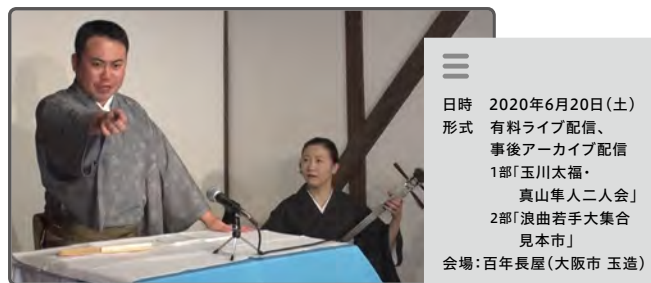 日時　2020年6月20日（土）
形式　有料ライブ配信、
事後アーカイブ配信
1部「玉川太福・
真山隼人二人会」
2部「浪曲若手大集合
見本市」
会場：百年長屋（大阪市 玉造）